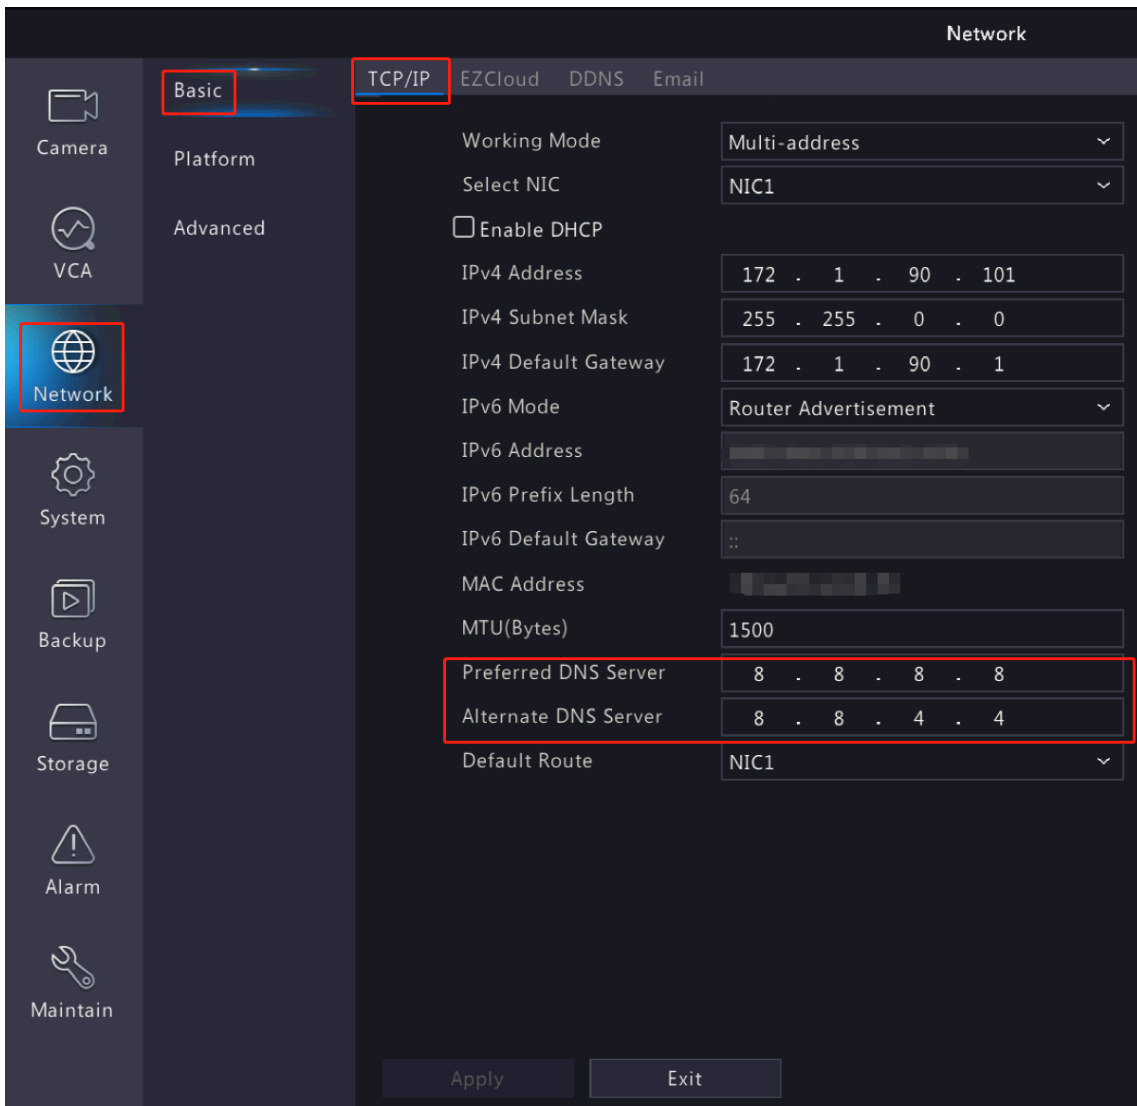 Network
Camera
VCA
Network
System
Backup
Storage
Alarm
Maintain
Basic
Platform
Advanced
TCP/IP EZCloud DDNS Email
Working Mode Multi-address
Select NIC NIC1
Enable DHCP
IPv4 Address 172 . 1 . 90 . 101
IPv4 Subnet Mask 255 . 255 . 0 . 0
IPv4 Default Gateway 172 . 1 . 90 . 1
IPv6 Mode Router Advertisement
IPv6 Address
IPv6 Prefix Length 64
IPv6 Default Gateway ::
MAC Address
MTU(Bytes) 1500
Preferred DNS Server 8 . 8 . 8 . 8
Alternate DNS Server 8 . 8 . 4 . 4
Default Route NIC1
Apply Exit